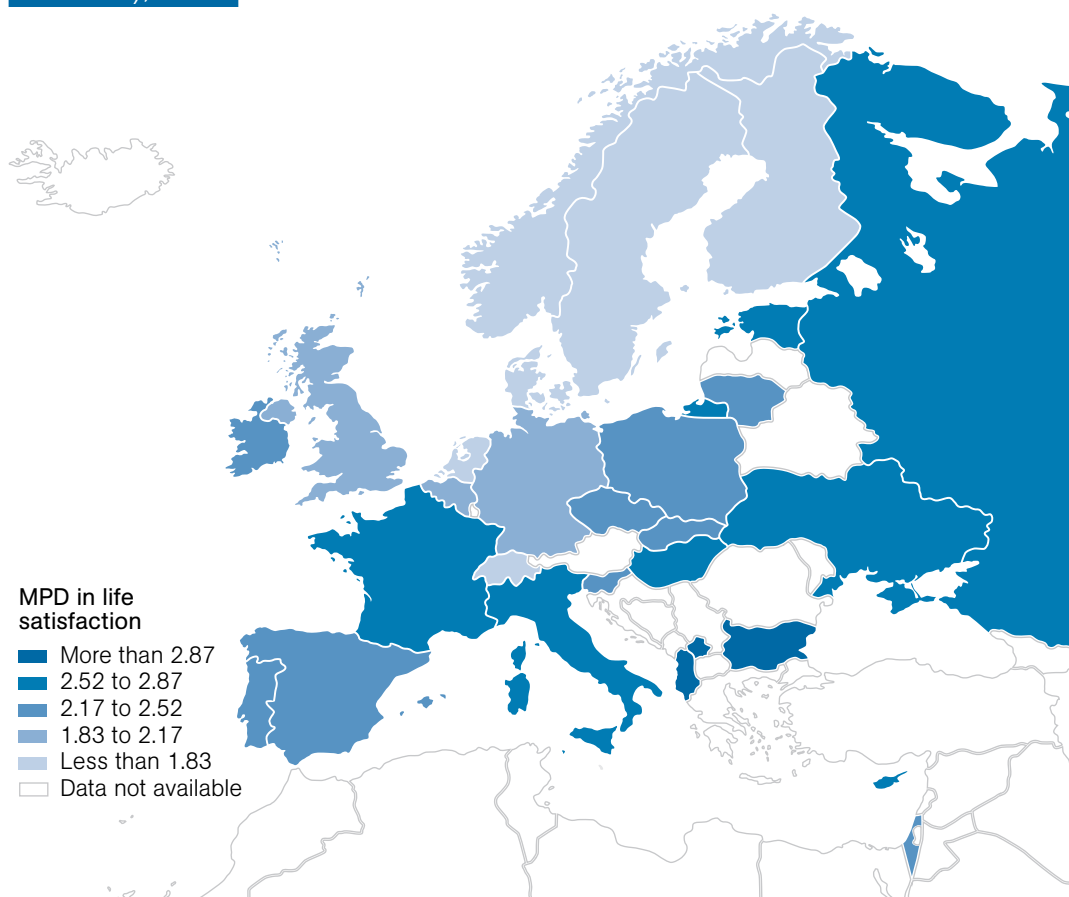 MPD in life
satisfaction
More than 2.87
2.52 to 2.87
2.17 to 2.52
1.83 to 2.17
Less than 1.83
Data not available